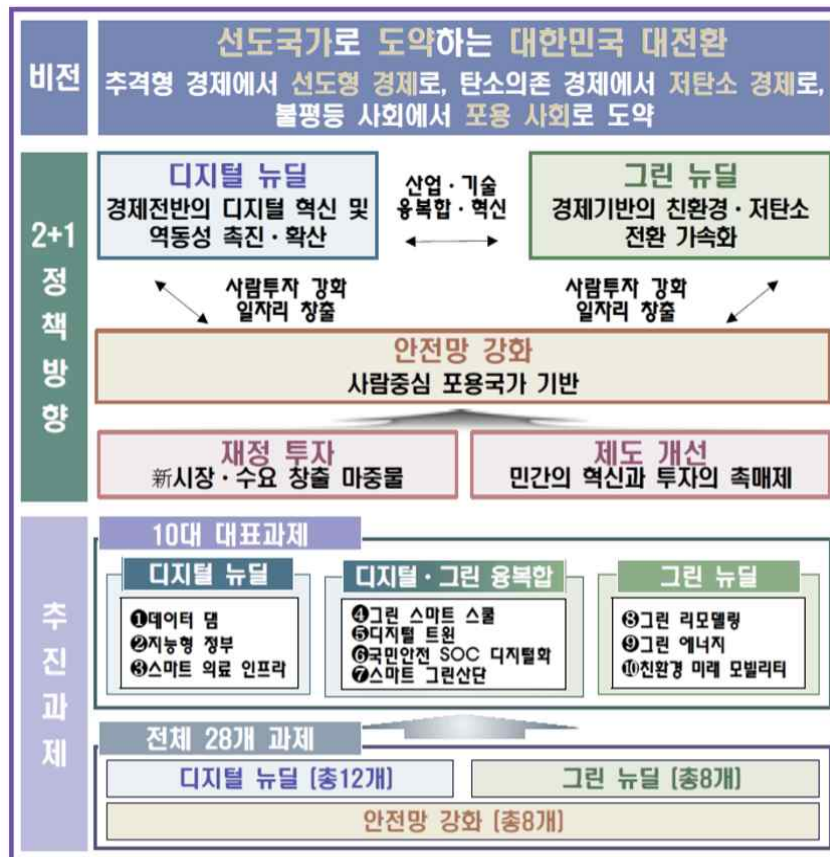 비전
선도국가로 도약하는 대한민국 대전환
추격형 경제에서 선도형 경제로, 탄소의존 경제에서 저탄소 경제로,
불평등 사회에서 포용 사회로 도약
2+1
정
책
방
향
디지털 뉴딜
경제전반의 디지털 혁신 및
역동성 촉진·확산
산업·기술
융복합·혁신
그린 뉴딜
경제기반의 친환경·저탄소
전환 가속화
사람투자 강화
일자리 창출
사람투자 강화
일자리 창출
안전망 강화
사람중심 포용국가 기반
재정 투자
新시장·수요 창출 마중물
제도 개선
민간의 혁신과 투자의 촉매제
추
진
과
제
10대 대표과제
디지털 뉴딜
❶데이터 댐
❷지능형 정부
❸스마트 의료 인프라
디지털·그린 융복합
❹그린 스마트 스쿨
❺디지털 트윈
❻국민안전 SOC 디지털화
❼스마트 그린산단
그린 뉴딜
❽그린 리모델링
❾그린 에너지
❿친환경 미래 모빌리티
전체 28개 과제
디지털 뉴딜 (총12개)
그린 뉴딜 (총8개)
안전망 강화 (총8개)